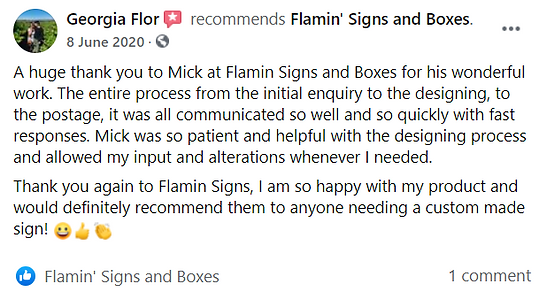 Georgia Flor recommends Flamin' Signs and Boxes.
8 June 2020 ·
A huge thank you to Mick at Flamin Signs and Boxes for his wonderful
work. The entire process from the initial enquiry to the designing, to
the postage, it was all communicated so well and so quickly with fast
responses. Mick was so patient and helpful with the designing process
and allowed my input and alterations whenever I needed.
Thank you again to Flamin Signs, I am so happy with my product and
would definitely recommend them to anyone needing a custom made
sign! 😀👍👏
Flamin' Signs and Boxes 1 comment